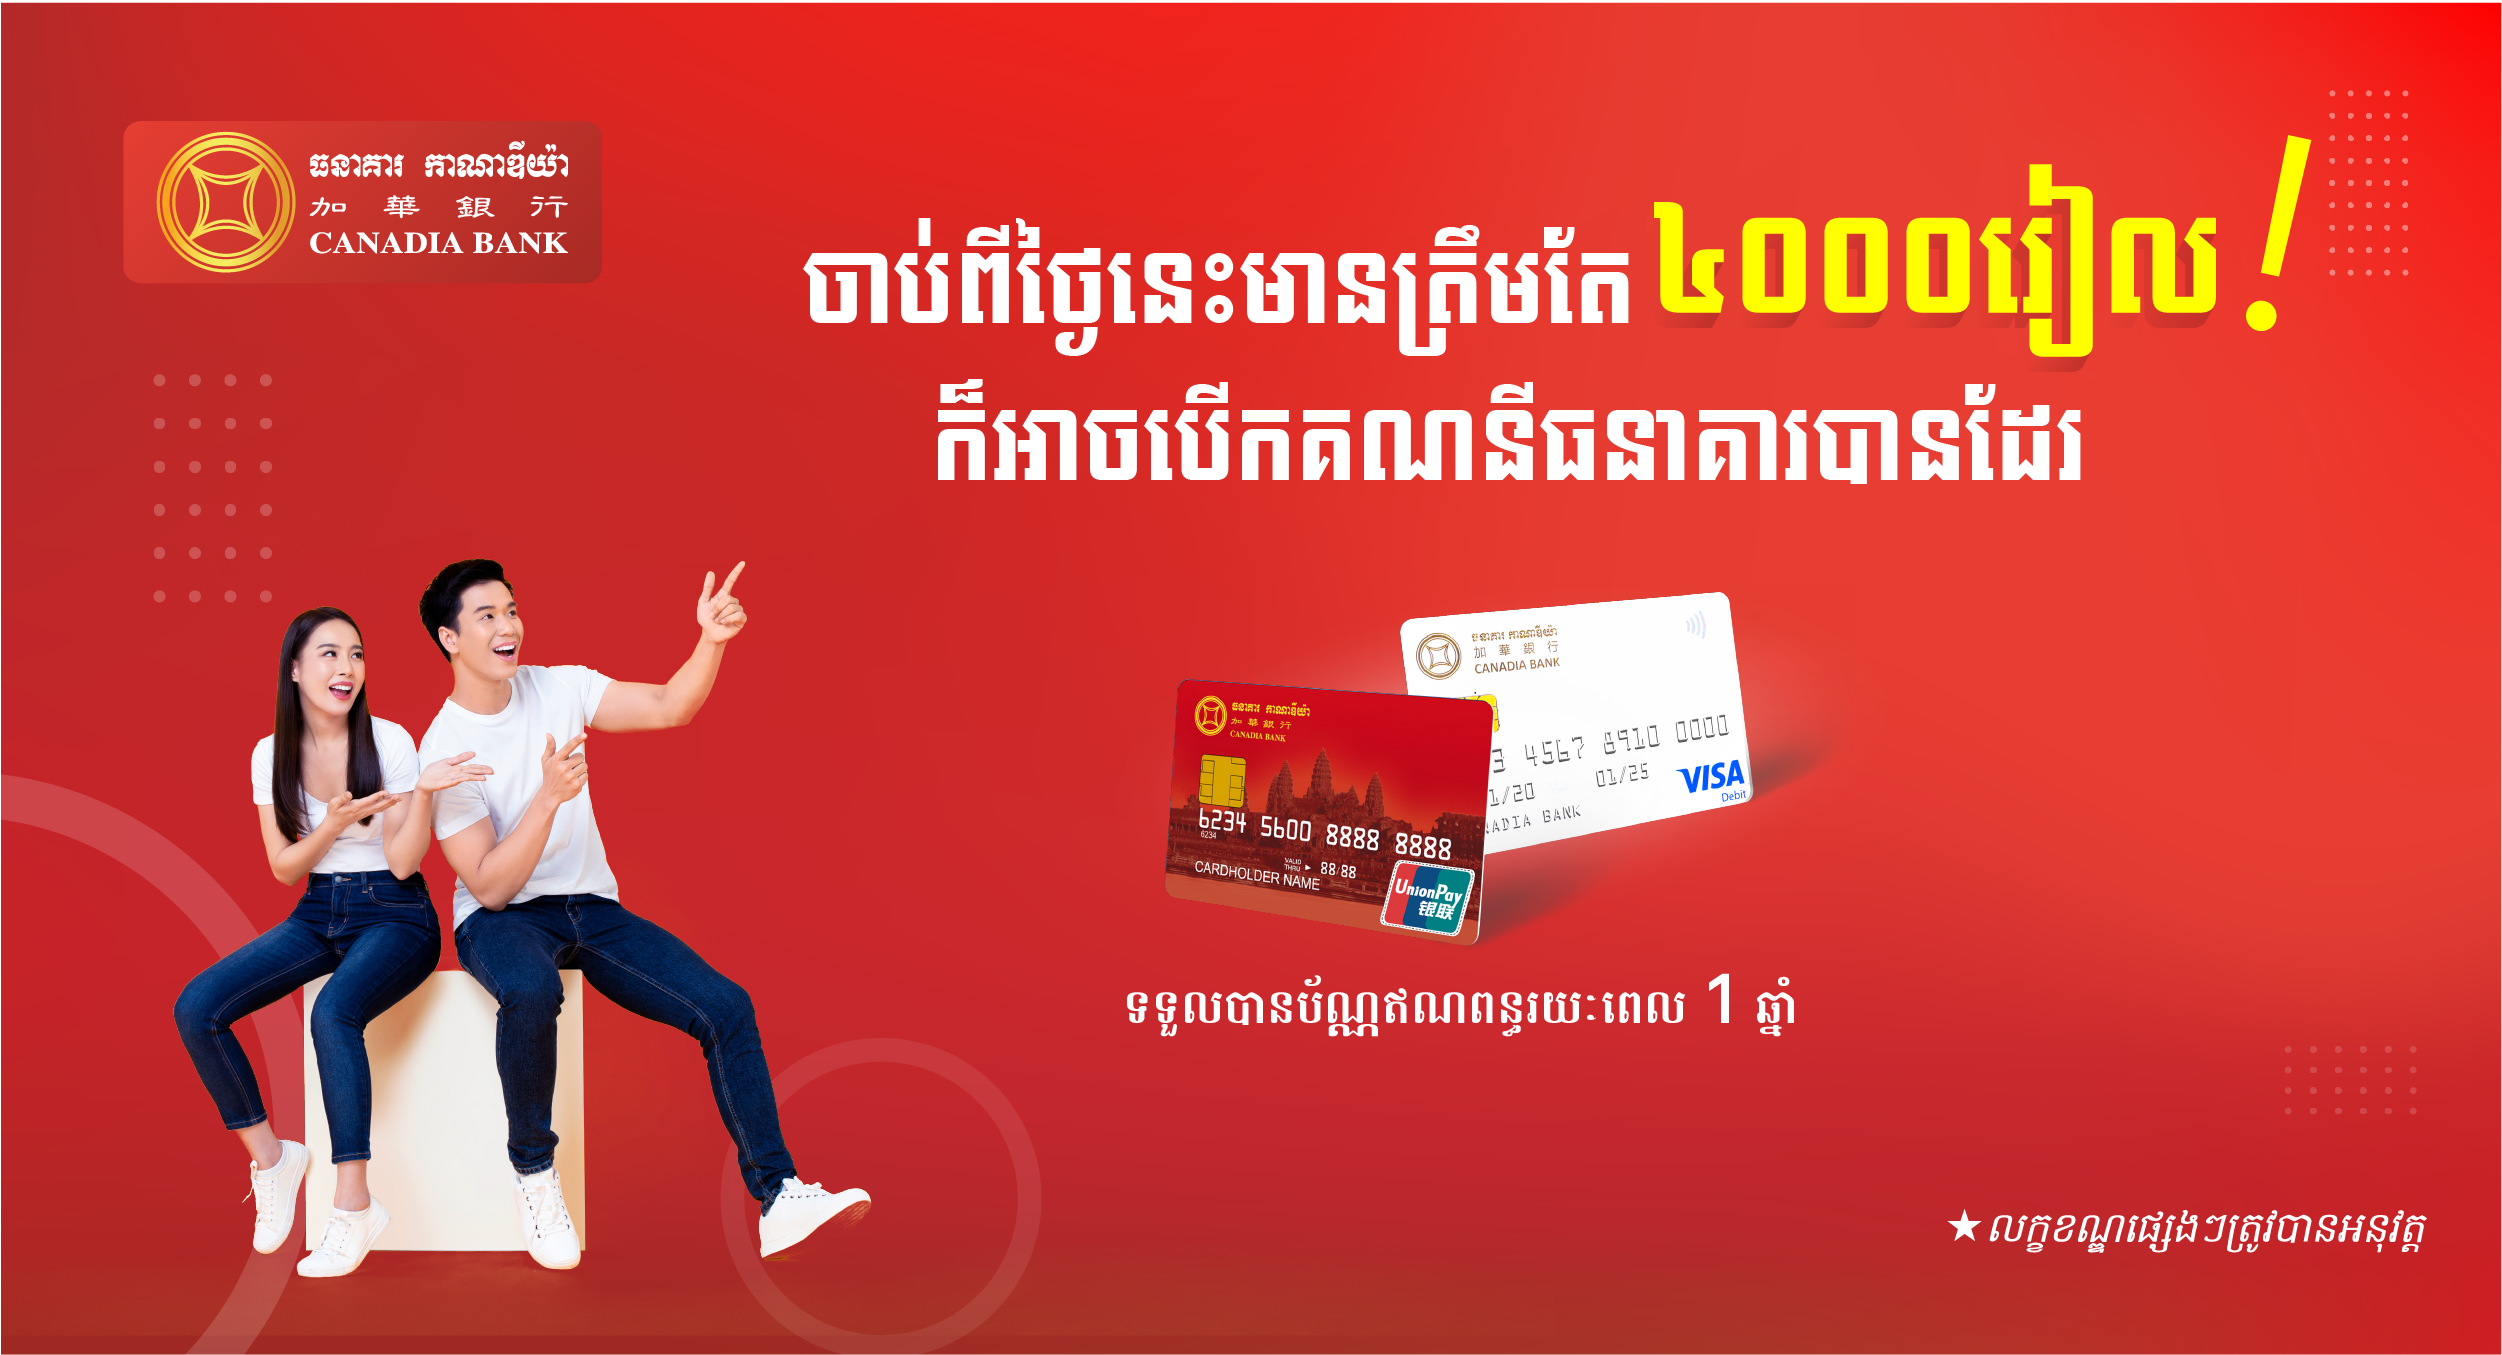 ធនាគារ កាណាឌីយ៉ា
加華銀行
CANADIA BANK
ចាប់ពីថ្ងៃនេះមានត្រឹមតែ ៤០០០រៀល!
ក៏អាចបើកគណនីធនាគារបានដែរ
ធនាគារ កាណាឌីយ៉ា
加華銀行
CANADIA BANK
4567 8910 0000
1/20 01/25
ADIA BANK
VISA
Debit
ធនាគារ កាណាឌីយ៉ា
加華銀行
CANADIA BANK
6234 5600 8888 8888
6234
VALID THRU 88/88
CARDHOLDER NAME
UnionPay
银联
ទទួលបានប័ណ្ណឥណពន្ធរយៈពេល 1 ឆ្នាំ
★ លក្ខខណ្ឌផ្សេងៗត្រូវបានអនុវត្ត